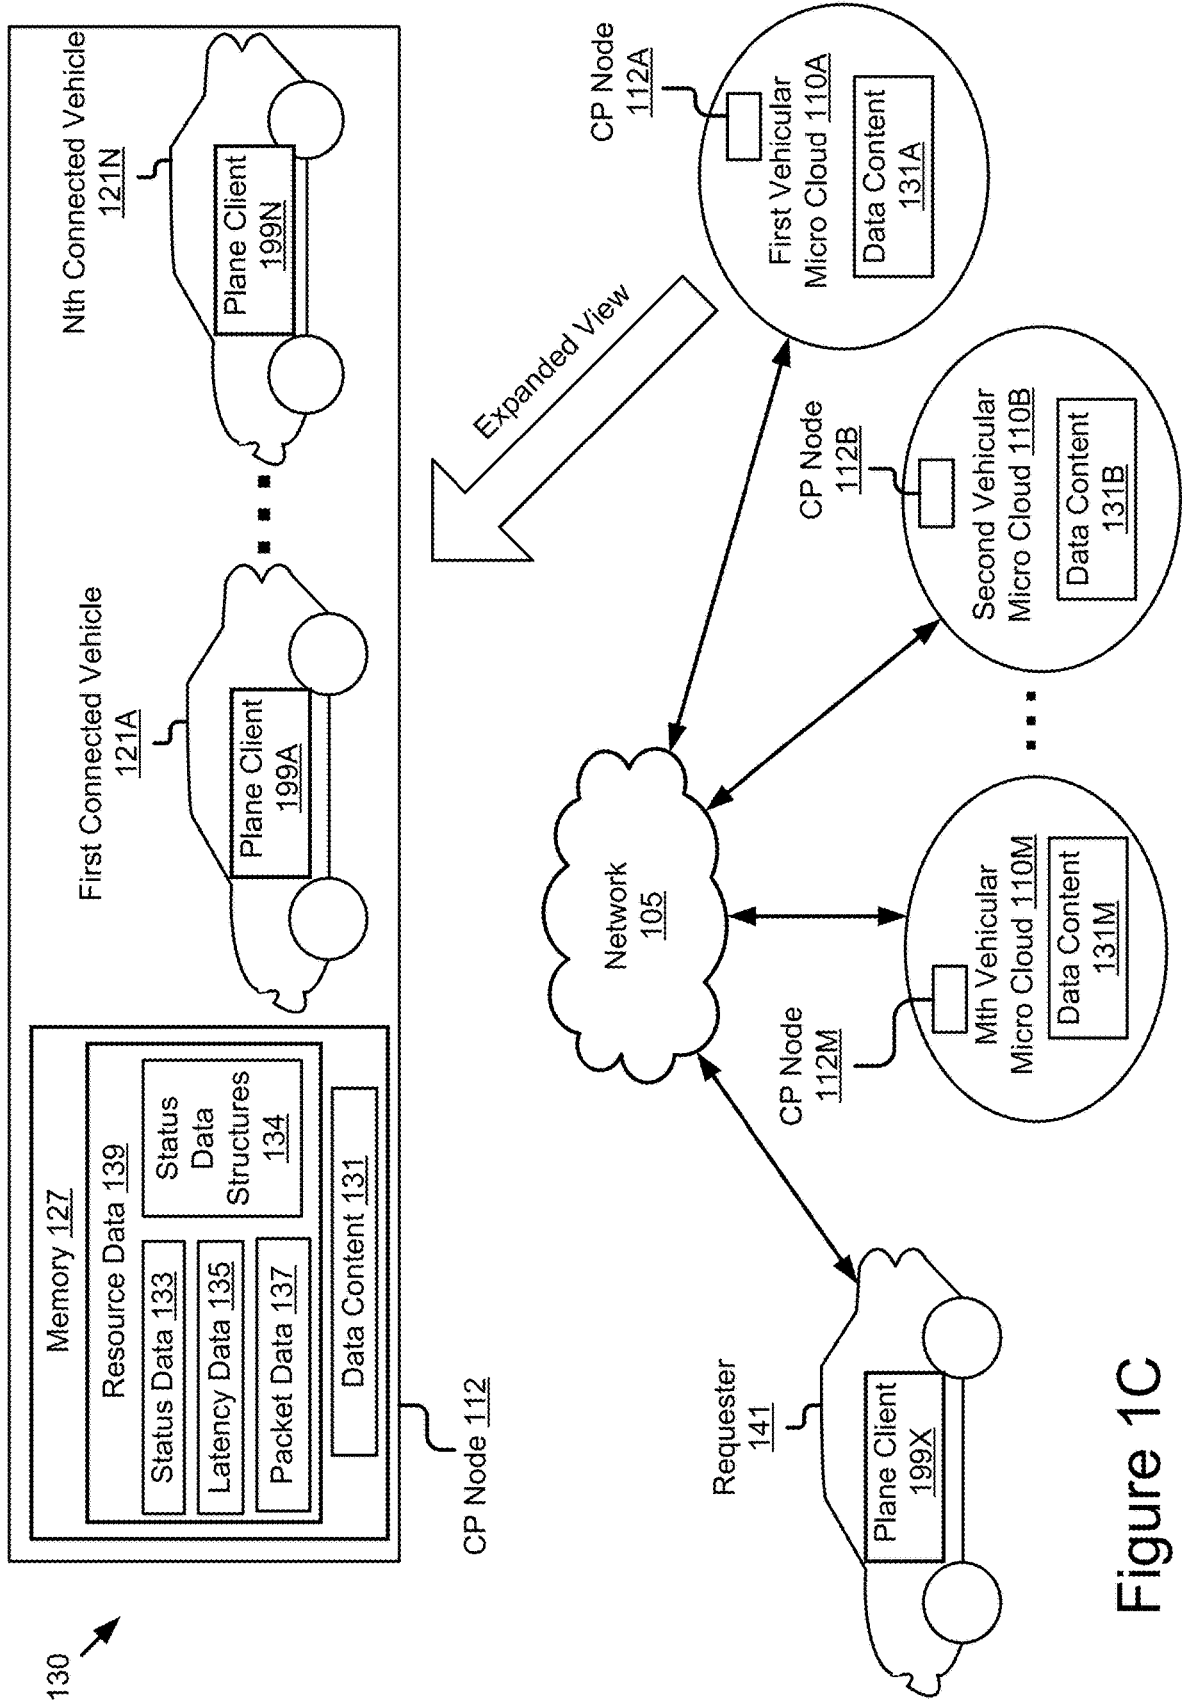 130
Memory 127
Resource Data 139
Status Data 133
Latency Data 135
Packet Data 137
Status
Data
Structures
134
Data Content 131
CP Node 112
First Connected Vehicle
121A
Plane Client
199A
Nth Connected Vehicle
121N
Plane Client
199N
Expanded View
Requester
141
Plane Client
199X
Network
105
CP Node
112M
Mth Vehicular
Micro Cloud 110M
Data Content
131M
CP Node
112B
Second Vehicular
Micro Cloud 110B
Data Content
131B
CP Node
112A
First Vehicular
Micro Cloud 110A
Data Content
131A
Figure 1C